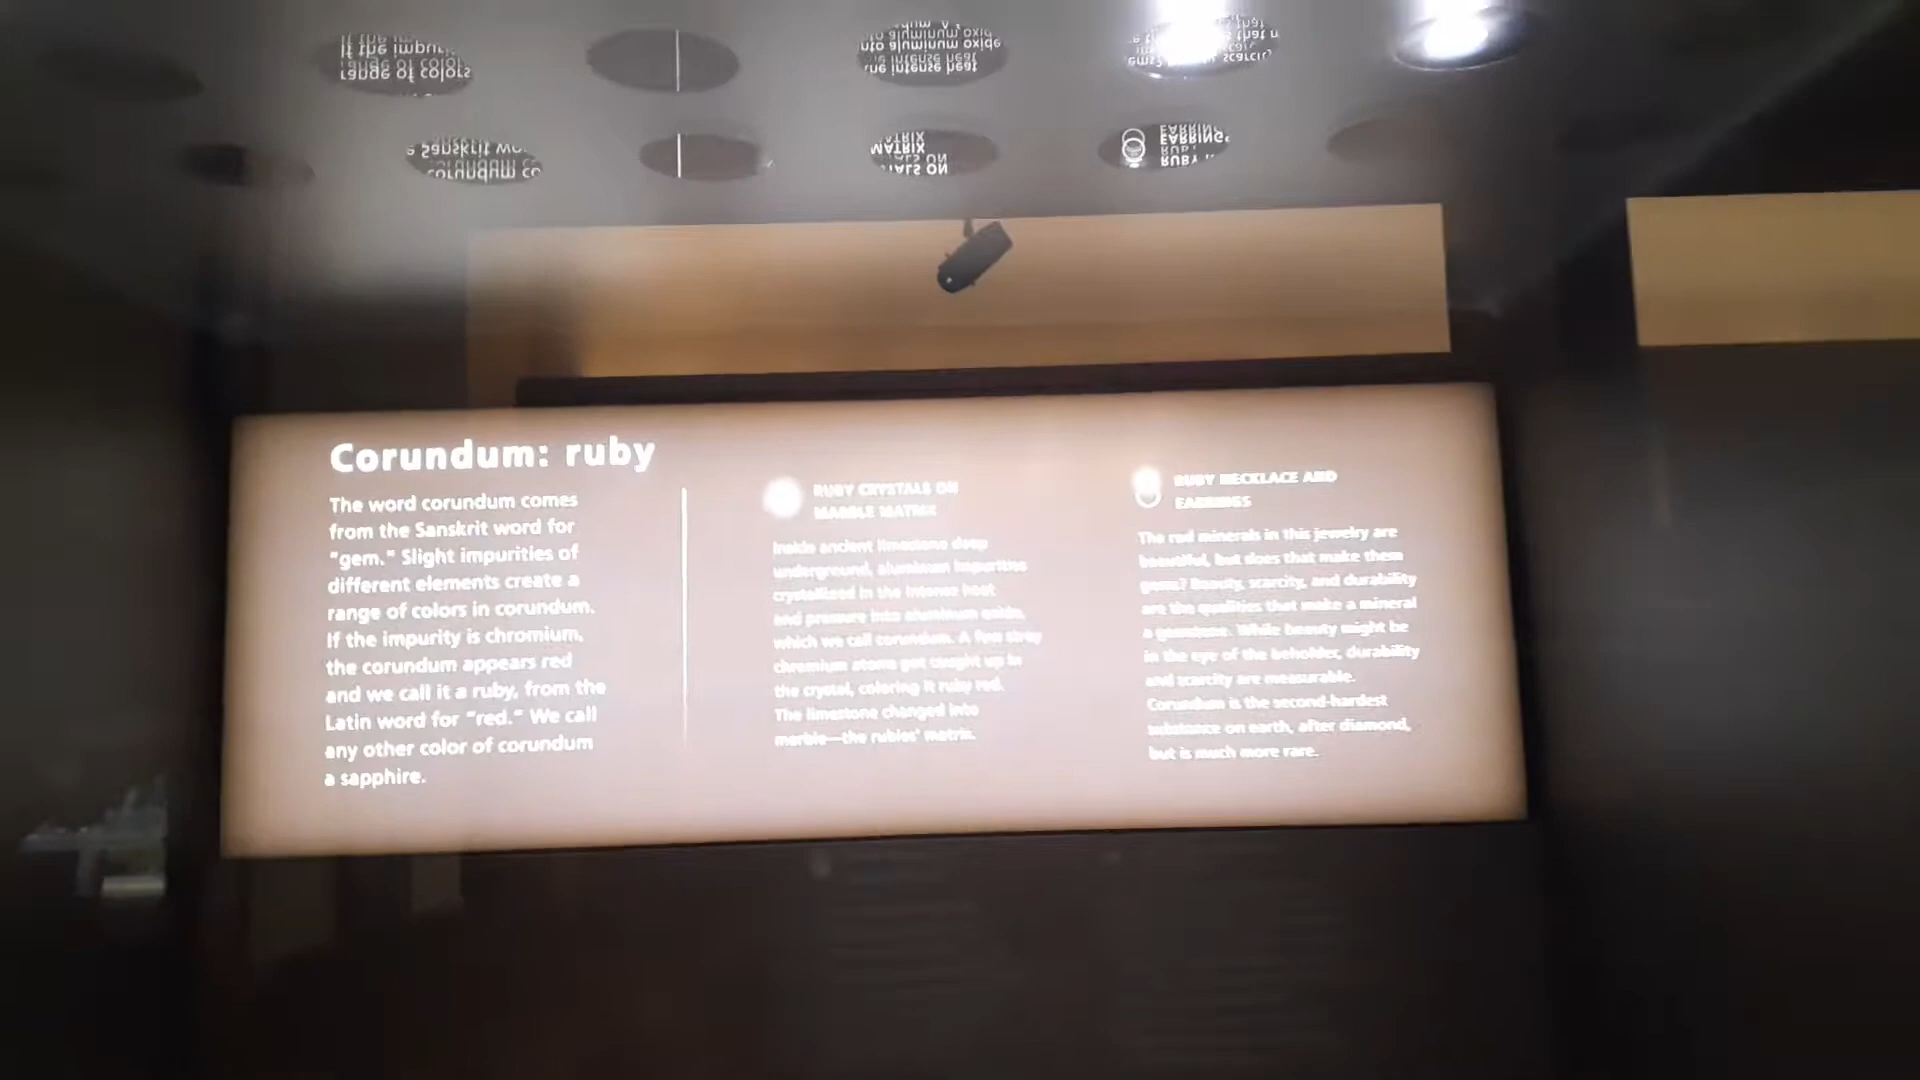 Corundum: ruby
The word corundum comes
from the Sanskrit word for
"gem." Slight impurities of
different elements create a
range of colors in corundum.
If the impurity is chromium,
the corundum appears red
and we call it a ruby, from the
Latin word for "red." We call
any other color of corundum
a sapphire.
RUBY CRYSTALS ON
MARBLE MATRIX
Inside ancient limestone deep
underground, aluminum impurities
crystallized in the intense heat
and pressure into aluminum oxide,
which we call corundum. A few stray
chromium atoms got caught up in
the crystal, coloring it ruby red.
The limestone changed into
marble—the rubies' matrix.
RUBY NECKLACE AND
EARRINGS
The red minerals in this jewelry are
beautiful, but does that make them
gems? Beauty, scarcity, and durability
are the qualities that make a mineral
a gemstone. While beauty might be
in the eye of the beholder, durability
and scarcity are measurable.
Corundum is the second-hardest
substance on earth, after diamond,
but is much more rare.